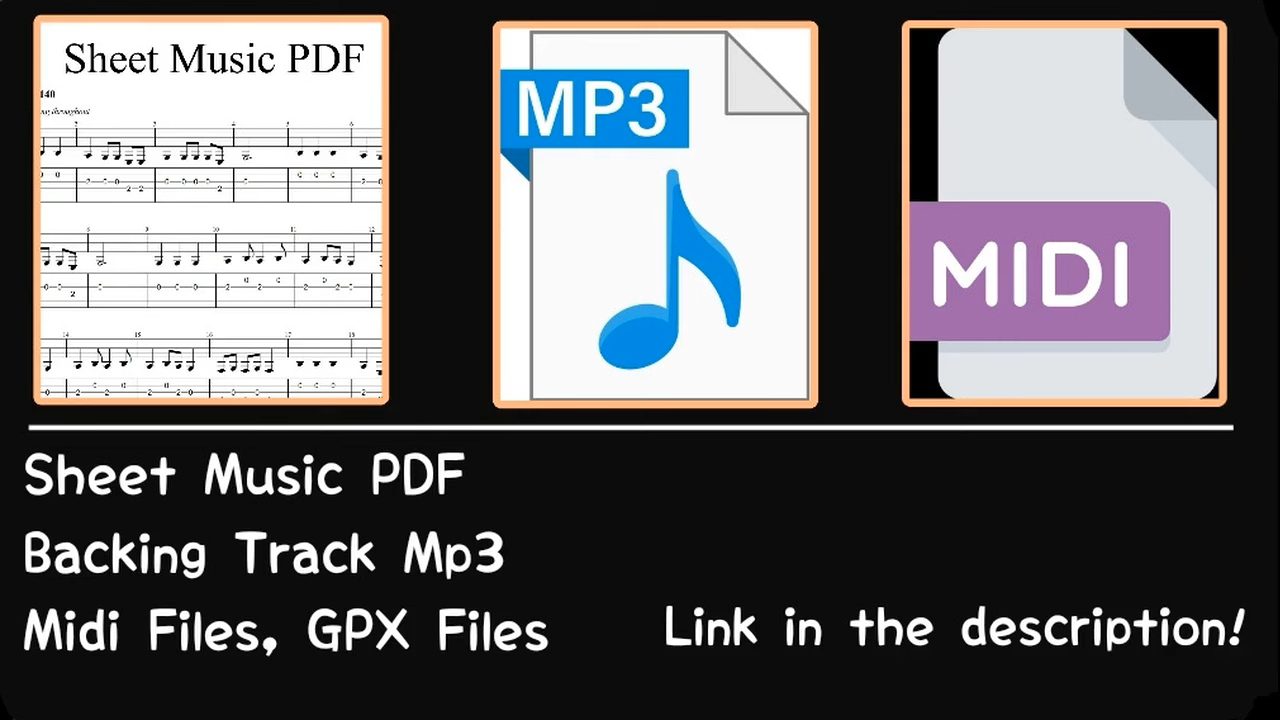 Sheet Music PDF
MP3
MIDI
Sheet Music PDF
Backing Track Mp3
Midi Files, GPX Files
Link in the description!